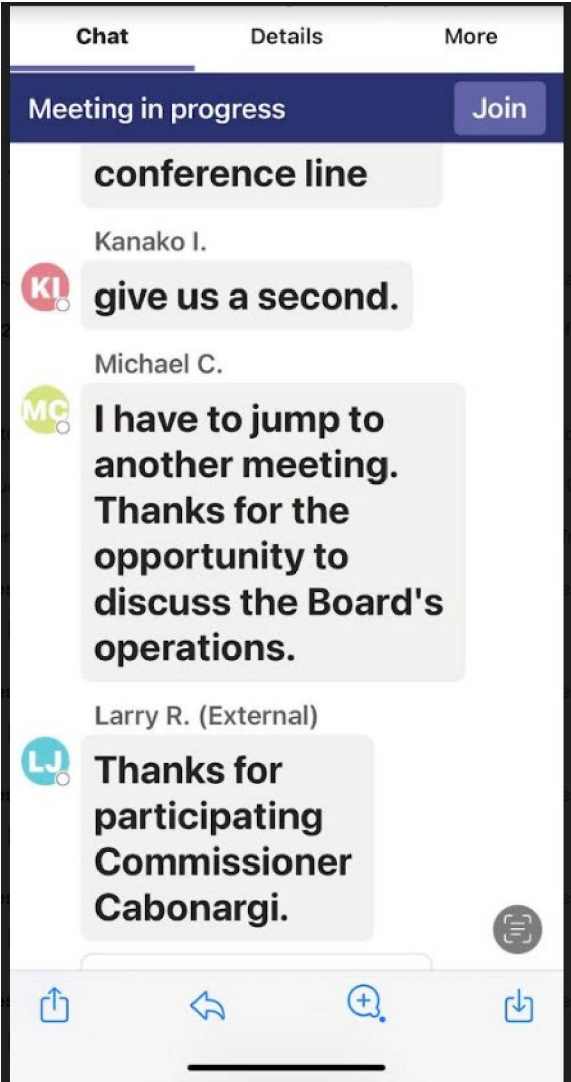 Chat Details More
Meeting in progress Join
conference line
Kanako I.
KI
give us a second.
Michael C.
MC
I have to jump to
another meeting.
Thanks for the
opportunity to
discuss the Board's
operations.
Larry R. (External)
LJ
Thanks for
participating
Commissioner
Cabonargi.